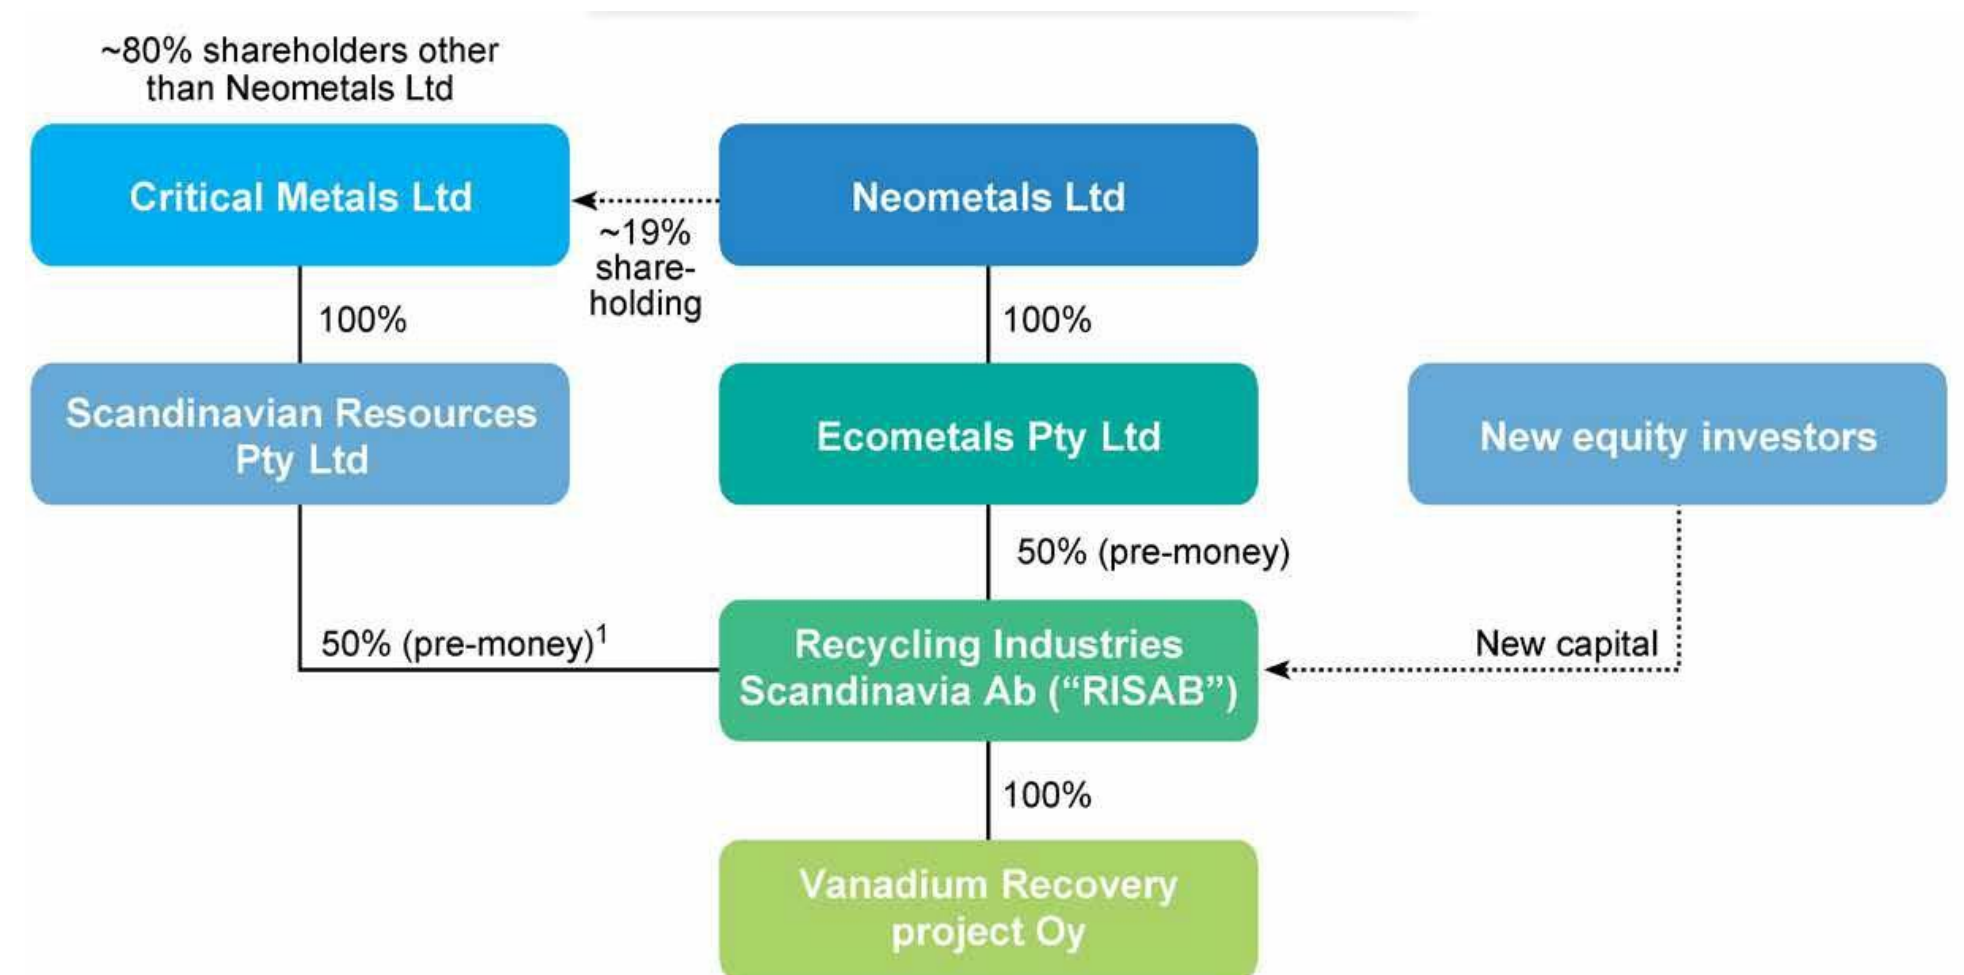 ~80% shareholders other
than Neometals Ltd
Critical Metals Ltd
Neometals Ltd
~19%
share-
holding
100%
100%
Scandinavian Resources
Pty Ltd
Ecometals Pty Ltd
New equity investors
50% (pre-money)
50% (pre-money)¹
Recycling Industries
Scandinavia Ab (“RISAB”)
New capital
100%
Vanadium Recovery
project Oy